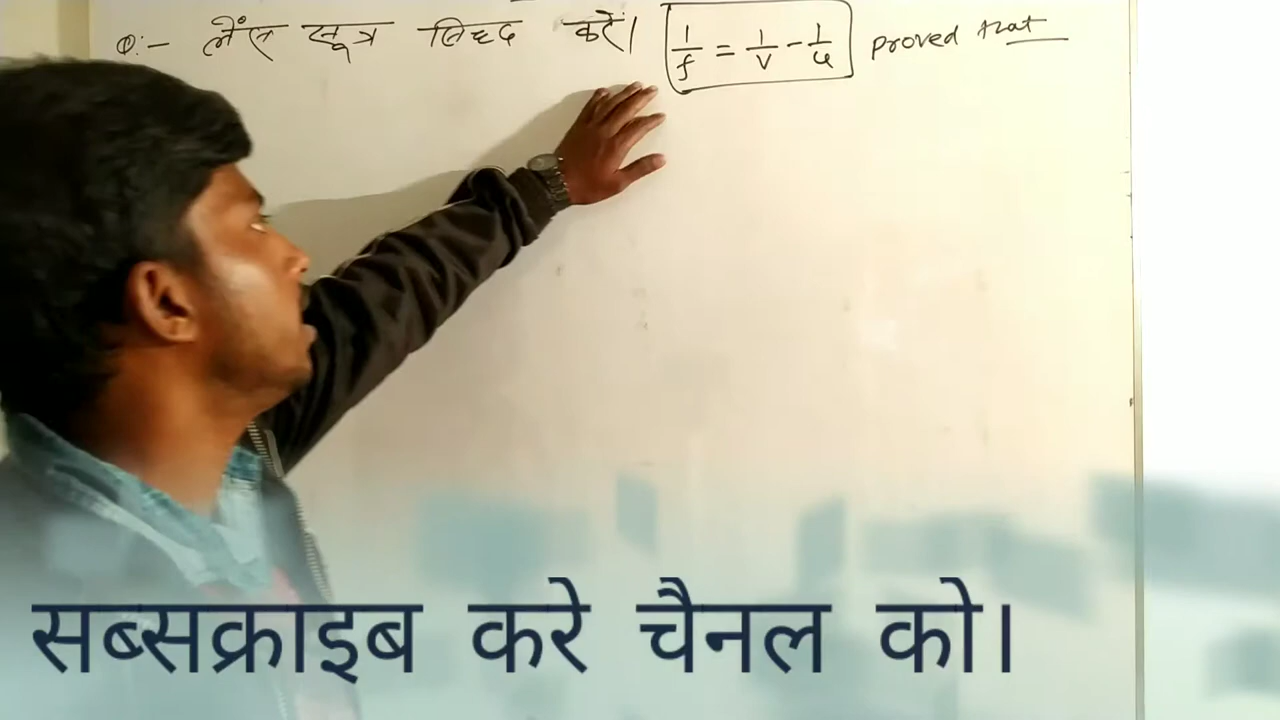 Q:- लेंस सूत्र सिद्ध करें। 1/f = 1/v - 1/u proved that
सब्सक्राइब करे चैनल को।